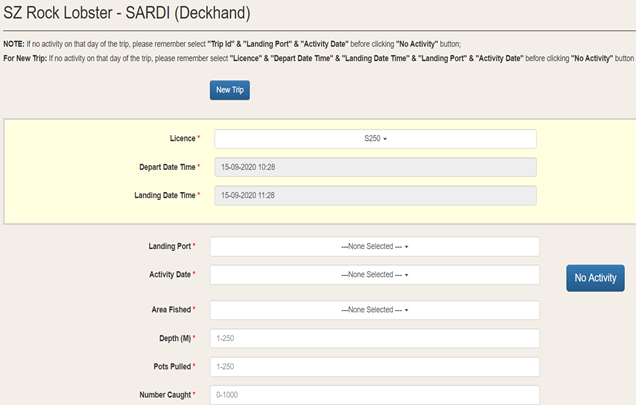 SZ Rock Lobster - SARDI (Deckhand)
NOTE: If no activity on that day of the trip, please remember select "Trip Id" & "Landing Port" & "Activity Date" before clicking "No Activity" button;
For New Trip: If no activity on that day of the trip, please remember select "Licence" & "Depart Date Time" & "Landing Date Time" & "Landing Port" & "Activity Date" before clicking "No Activity" button
New Trip
Licence * S250
Depart Date Time * 15-09-2020 10:28
Landing Date Time * 15-09-2020 11:28
Landing Port * ---None Selected ---
Activity Date * ---None Selected ---
No Activity
Area Fished * ---None Selected ---
Depth (M) * 1-250
Pots Pulled * 1-250
Number Caught * 0-1000